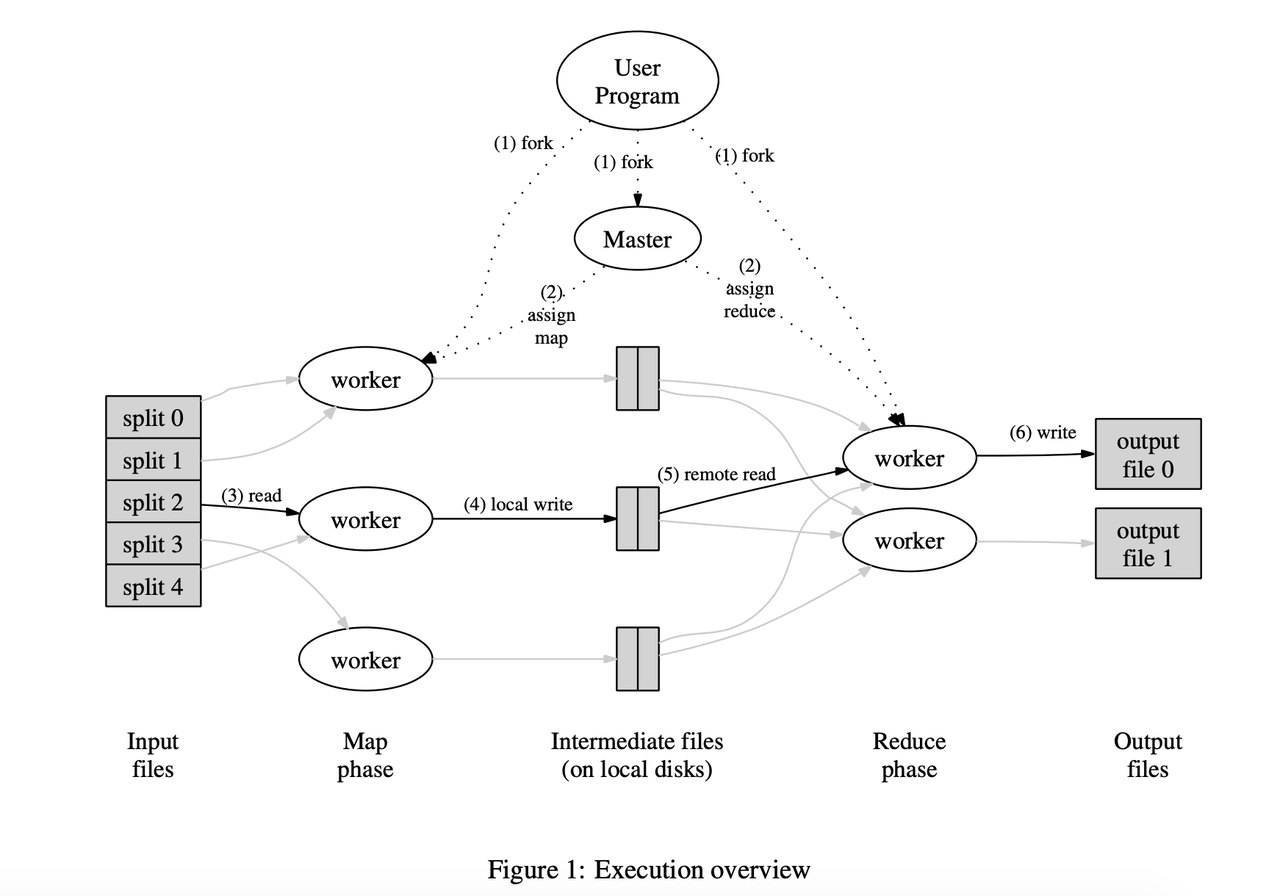 User
Program
(1) fork
(1) fork
(1) fork
Master
(2)
assign
map
(2)
assign
reduce
worker
split 0
split 1
split 2
split 3
split 4
(3) read
worker
(4) local write
worker
(5) remote read
worker
(6) write
output
file 0
worker
output
file 1
Input
files
Map
phase
Intermediate files
(on local disks)
Reduce
phase
Output
files
Figure 1: Execution overview